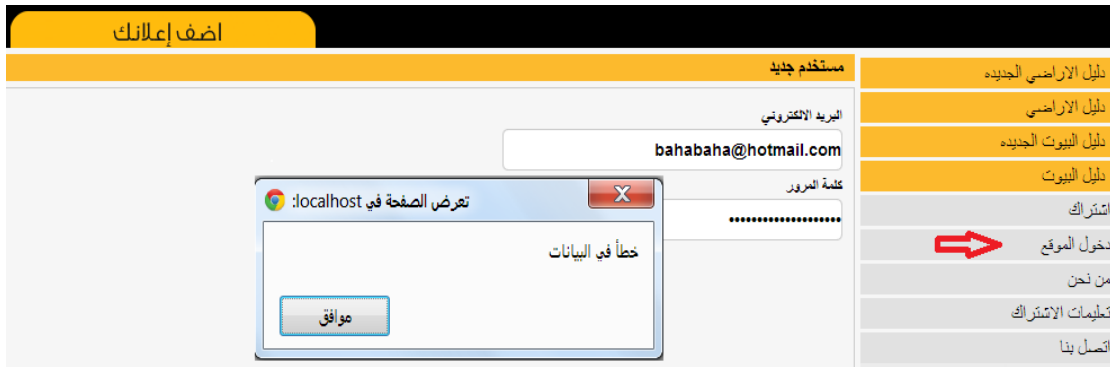 اضف إعلانك
دليل الاراضي الجديده
دليل الاراضي
دليل البيوت الجديده
دليل البيوت
اشتراك
دخول الموقع
من نحن
تعليمات الاشتراك
اتصل بنا
مستخدم جديد
البريد الالكتروني
bahabaha@hotmail.com
كلمة المرور
••••••••••••••••••••
تعرض الصفحة في localhost:
خطأ في البيانات
موافق